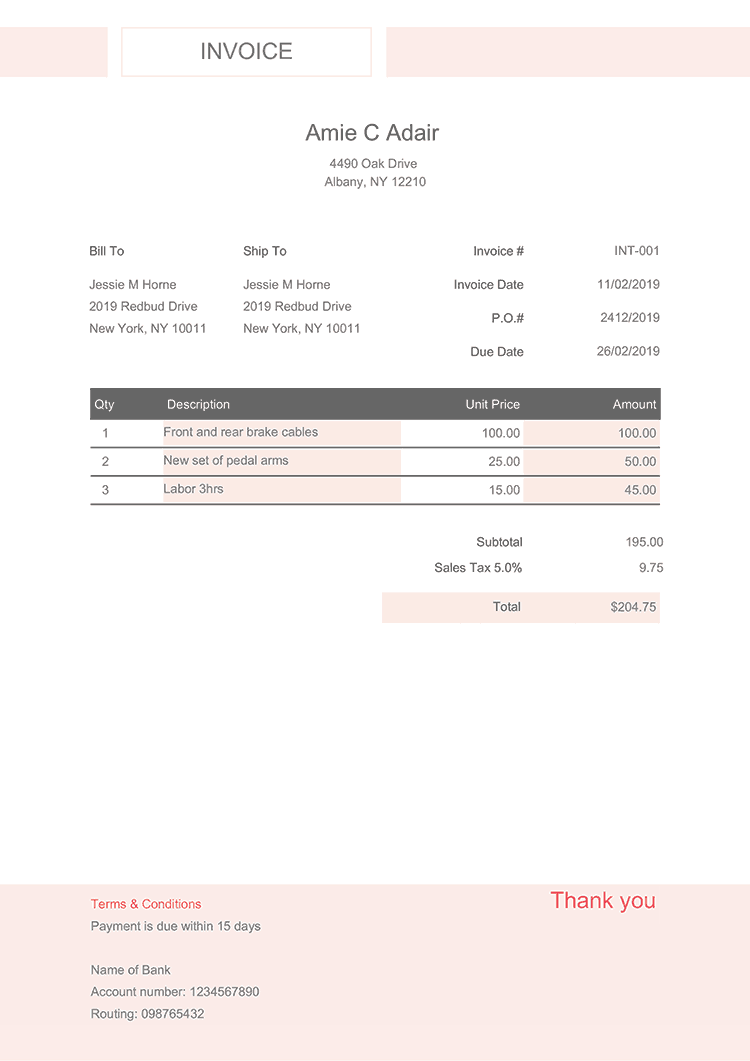 INVOICE
Amie C Adair
4490 Oak Drive
Albany, NY 12210
Bill To
Jessie M Horne
2019 Redbud Drive
New York, NY 10011
Ship To
Jessie M Horne
2019 Redbud Drive
New York, NY 10011
Invoice # INT-001
Invoice Date 11/02/2019
P.O.# 2412/2019
Due Date 26/02/2019
Qty Description Unit Price Amount
1 Front and rear brake cables 100.00 100.00
2 New set of pedal arms 25.00 50.00
3 Labor 3hrs 15.00 45.00
Subtotal 195.00
Sales Tax 5.0% 9.75
Total $204.75
Terms & Conditions
Payment is due within 15 days
Name of Bank
Account number: 1234567890
Routing: 098765432
Thank you